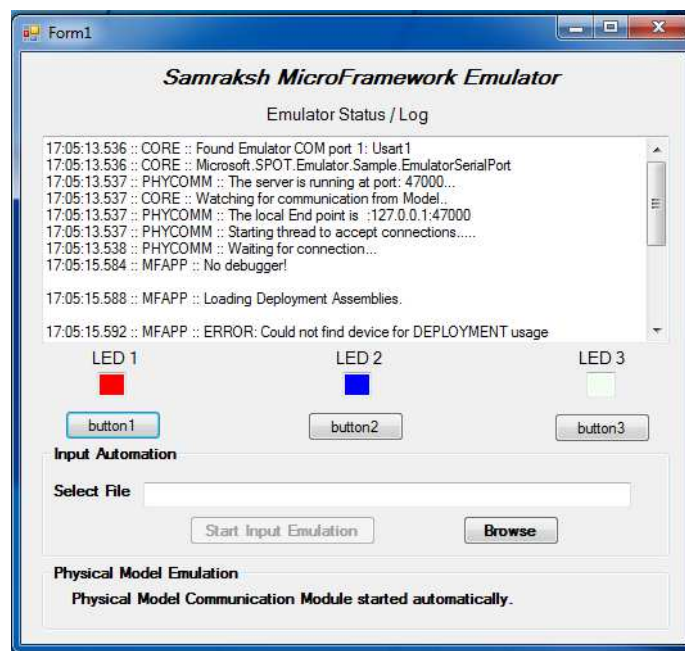 Form1
Samraksh MicroFramework Emulator
Emulator Status / Log
17:05:13.536 :: CORE :: Found Emulator COM port 1: Usart1
17:05:13.536 :: CORE :: Microsoft.SPOT.Emulator.Sample.EmulatorSerialPort
17:05:13.537 :: PHYCOMM :: The server is running at port: 47000...
17:05:13.537 :: CORE :: Watching for communication from Model..
17:05:13.537 :: PHYCOMM :: The local End point is  :127.0.0.1:47000
17:05:13.537 :: PHYCOMM :: Starting thread to accept connections.....
17:05:13.538 :: PHYCOMM :: Waiting for connection...
17:05:15.584 :: MFAPP :: No debugger!
17:05:15.588 :: MFAPP :: Loading Deployment Assemblies.
17:05:15.592 :: MFAPP :: ERROR: Could not find device for DEPLOYMENT usage
LED 1 LED 2 LED 3
button1 button2 button3
Input Automation
Select File
Start Input Emulation Browse
Physical Model Emulation
Physical Model Communication Module started automatically.